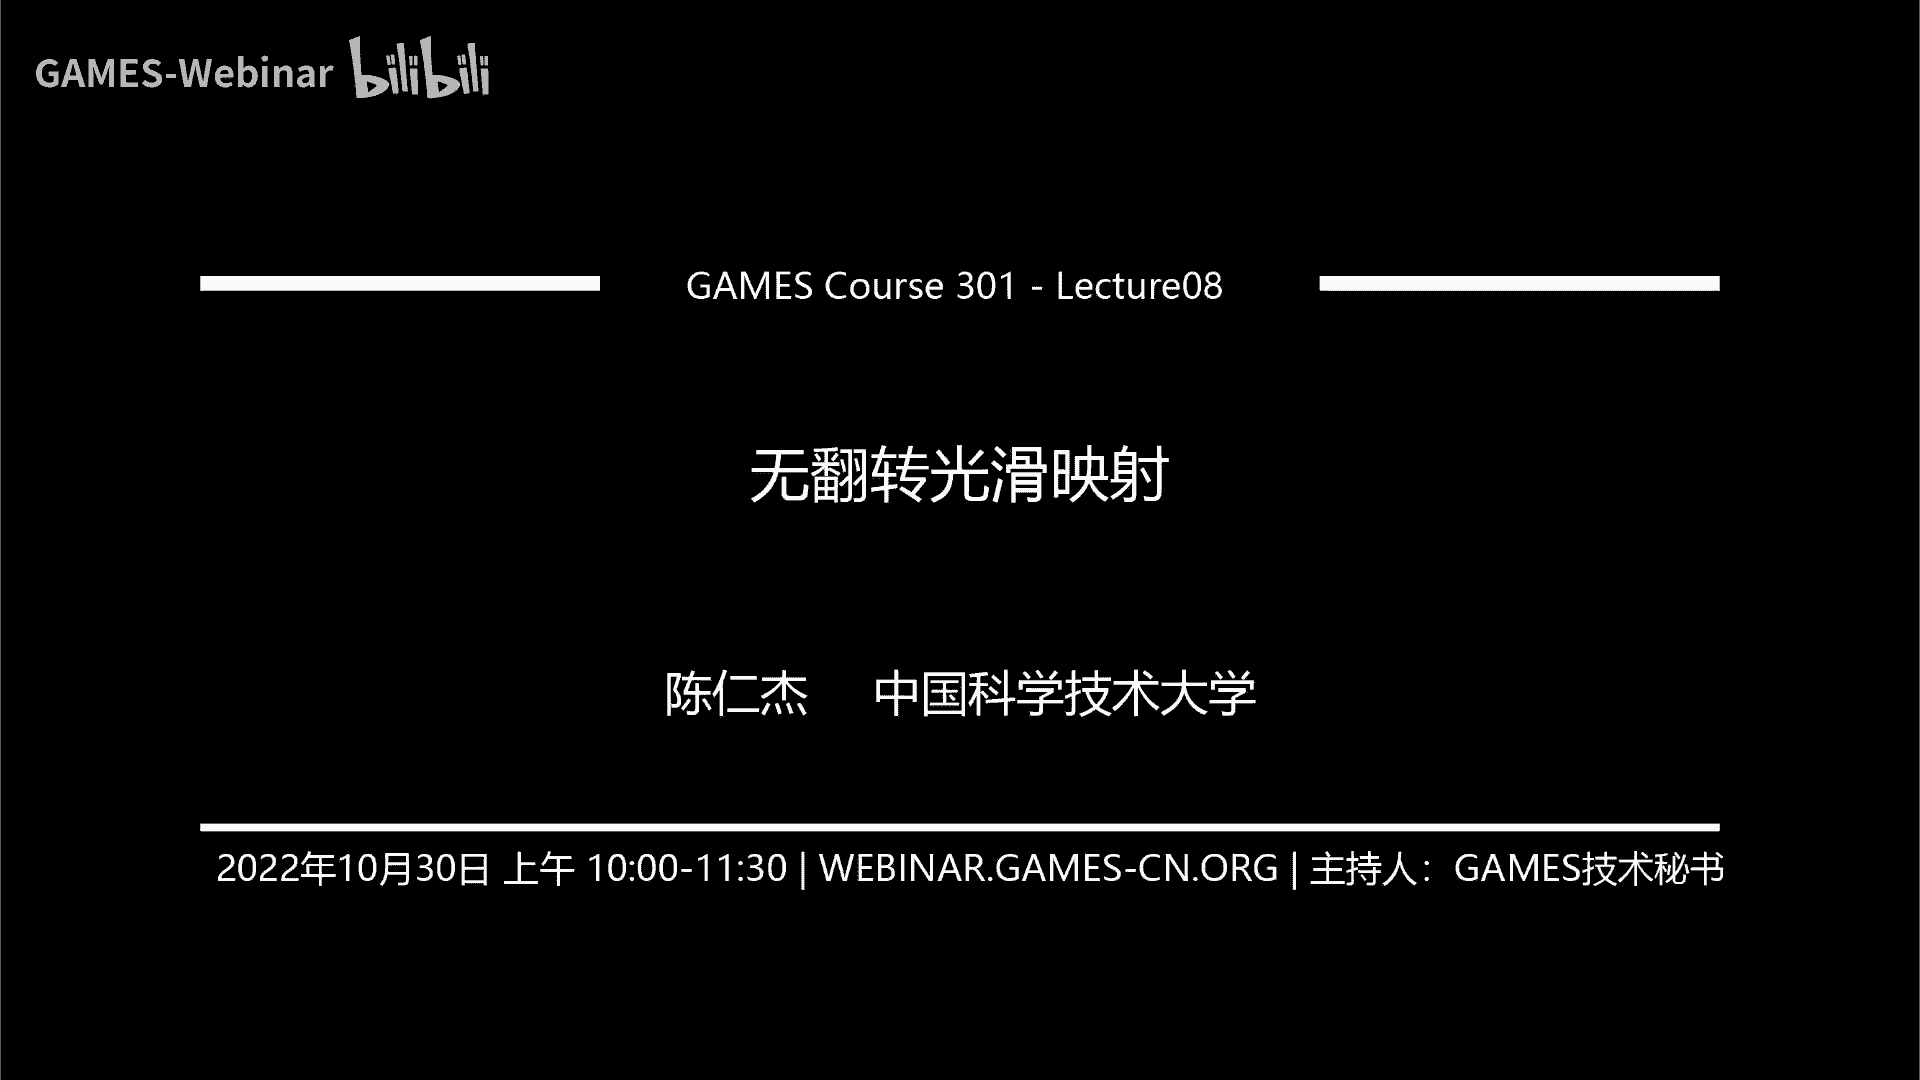 GAMES-Webinar bilibili
GAMES Course 301 - Lecture08
无翻转光滑映射
陈仁杰 中国科学技术大学
2022年10月30日 上午 10:00-11:30 | WEBINAR.GAMES-CN.ORG | 主持人：GAMES技术秘书